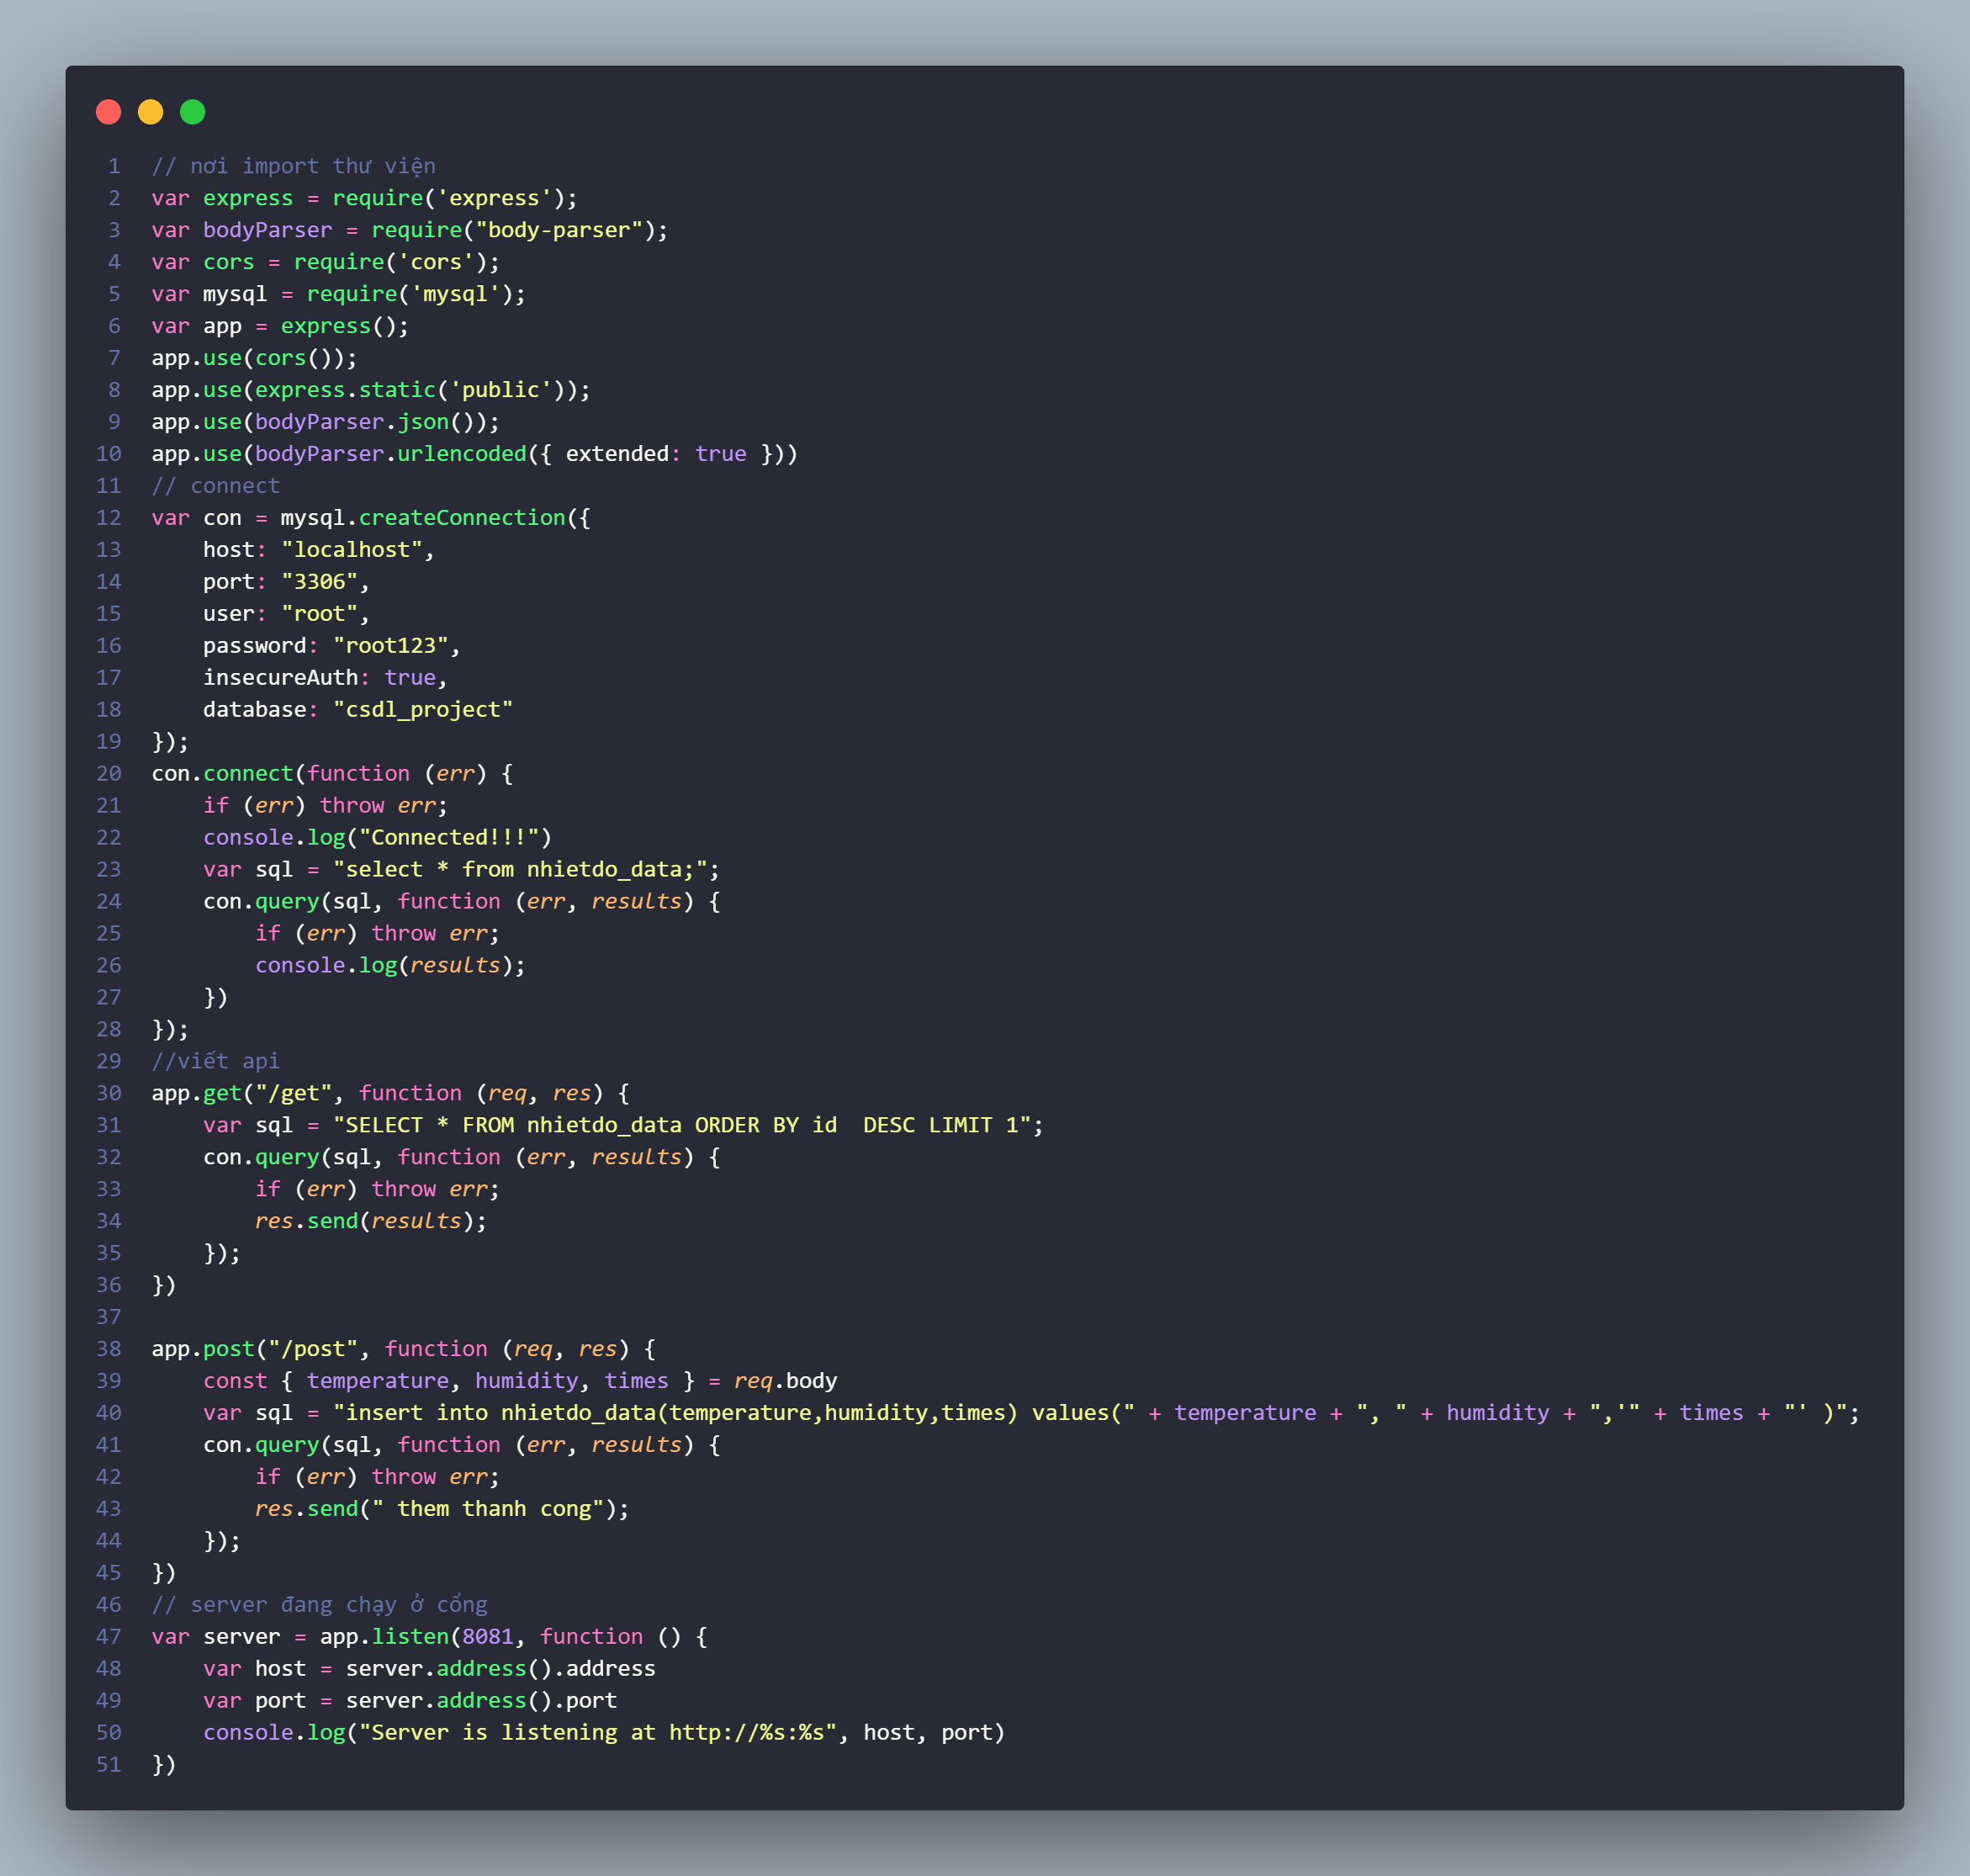 1 // nơi import thư viện
2 var express = require('express');
3 var bodyParser = require("body-parser");
4 var cors = require('cors');
5 var mysql = require('mysql');
6 var app = express();
7 app.use(cors());
8 app.use(express.static('public'));
9 app.use(bodyParser.json());
10 app.use(bodyParser.urlencoded({ extended: true }))
11 // connect
12 var con = mysql.createConnection({
13     host: "localhost",
14     port: "3306",
15     user: "root",
16     password: "root123",
17     insecureAuth: true,
18     database: "csdl_project"
19 });
20 con.connect(function (err) {
21     if (err) throw err;
22     console.log("Connected!!!")
23     var sql = "select * from nhietdo_data;";
24     con.query(sql, function (err, results) {
25         if (err) throw err;
26         console.log(results);
27     })
28 });
29 //viết api
30 app.get("/get", function (req, res) {
31     var sql = "SELECT * FROM nhietdo_data ORDER BY id  DESC LIMIT 1";
32     con.query(sql, function (err, results) {
33         if (err) throw err;
34         res.send(results);
35     });
36 })
37
38 app.post("/post", function (req, res) {
39     const { temperature, humidity, times } = req.body
40     var sql = "insert into nhietdo_data(temperature,humidity,times) values(" + temperature + ", " + humidity + ",'" + times + "' )";
41     con.query(sql, function (err, results) {
42         if (err) throw err;
43         res.send(" them thanh cong");
44     });
45 })
46 // server đang chạy ở cổng
47 var server = app.listen(8081, function () {
48     var host = server.address().address
49     var port = server.address().port
50     console.log("Server is listening at http://%s:%s", host, port)
51 })